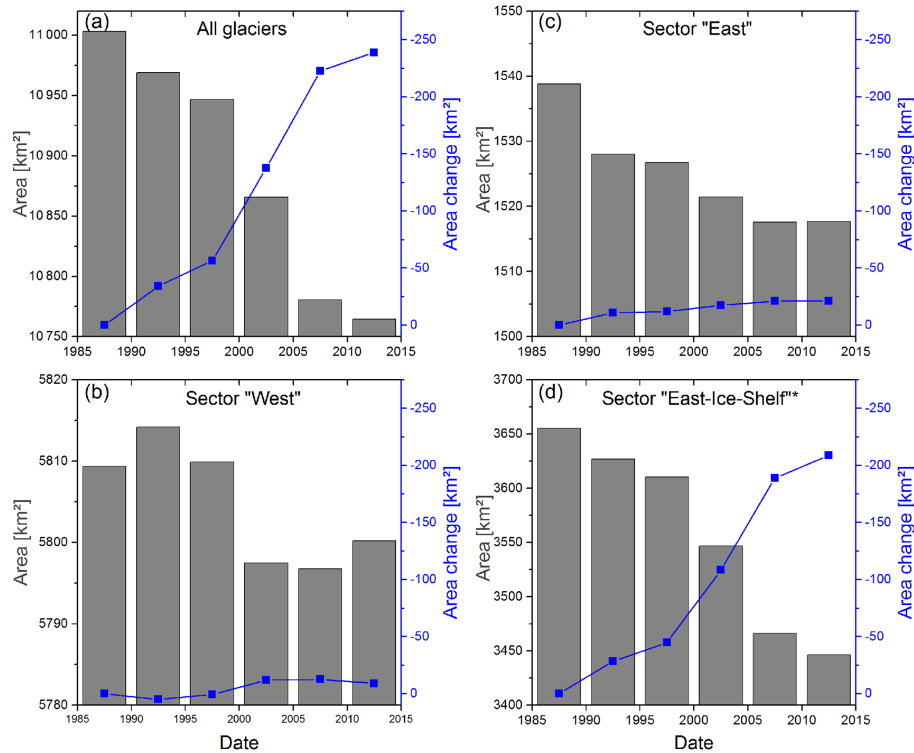 (a)
All glaciers
11 000
10 950
10 900
10 850
10 800
10 750
Area [km²]
-250
-200
-150
-100
-50
0
Area change [km²]
1985 1990 1995 2000 2005 2010 2015
(c)
Sector "East"
1550
1540
1530
1520
1510
1500
Area [km²]
-250
-200
-150
-100
-50
0
Area change [km²]
1985 1990 1995 2000 2005 2010 2015
(b)
Sector "West"
5820
5810
5800
5790
5780
Area [km²]
-250
-200
-150
-100
-50
0
Area change [km²]
1985 1990 1995 2000 2005 2010 2015
Date
(d)
Sector "East-Ice-Shelf"*
3700
3650
3600
3550
3500
3450
3400
Area [km²]
-250
-200
-150
-100
-50
0
Area change [km²]
1985 1990 1995 2000 2005 2010 2015
Date